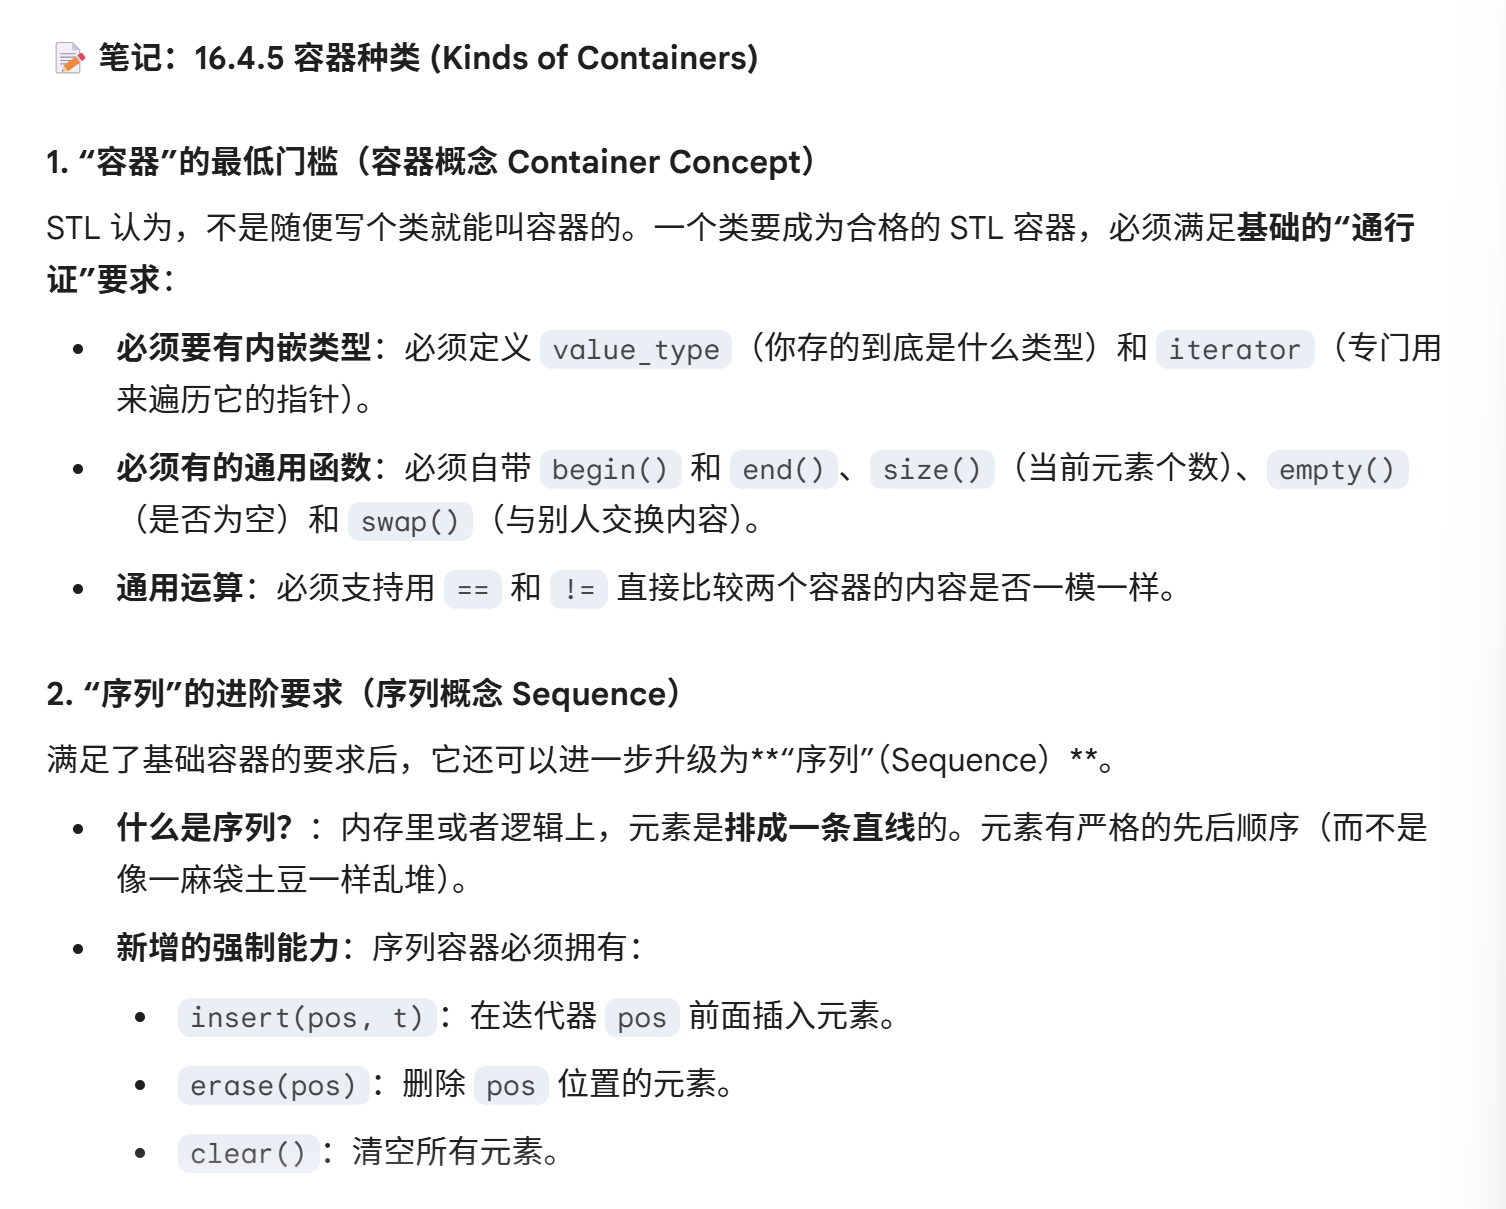 📝 笔记：16.4.5 容器种类 (Kinds of Containers)
1. “容器”的最低门槛（容器概念 Container Concept）
STL 认为，不是随便写个类就能叫容器的。一个类要成为合格的 STL 容器，必须满足基础的“通行
证”要求：
• 必须要有内嵌类型：必须定义 value_type（你存的到底是什么类型）和 iterator（专门用
来遍历它的指针）。
• 必须有的通用函数：必须自带 begin() 和 end()、size()（当前元素个数）、empty()
（是否为空）和 swap()（与别人交换内容）。
• 通用运算：必须支持用 == 和 != 直接比较两个容器的内容是否一模一样。
2. “序列”的进阶要求（序列概念 Sequence）
满足了基础容器的要求后，它还可以进一步升级为**“序列”（Sequence）**。
• 什么是序列？：内存里或者逻辑上，元素是排成一条直线的。元素有严格的先后顺序（而不是
像一麻袋土豆一样乱堆）。
• 新增的强制能力：序列容器必须拥有：
• insert(pos, t)：在迭代器 pos 前面插入元素。
• erase(pos)：删除 pos 位置的元素。
• clear()：清空所有元素。